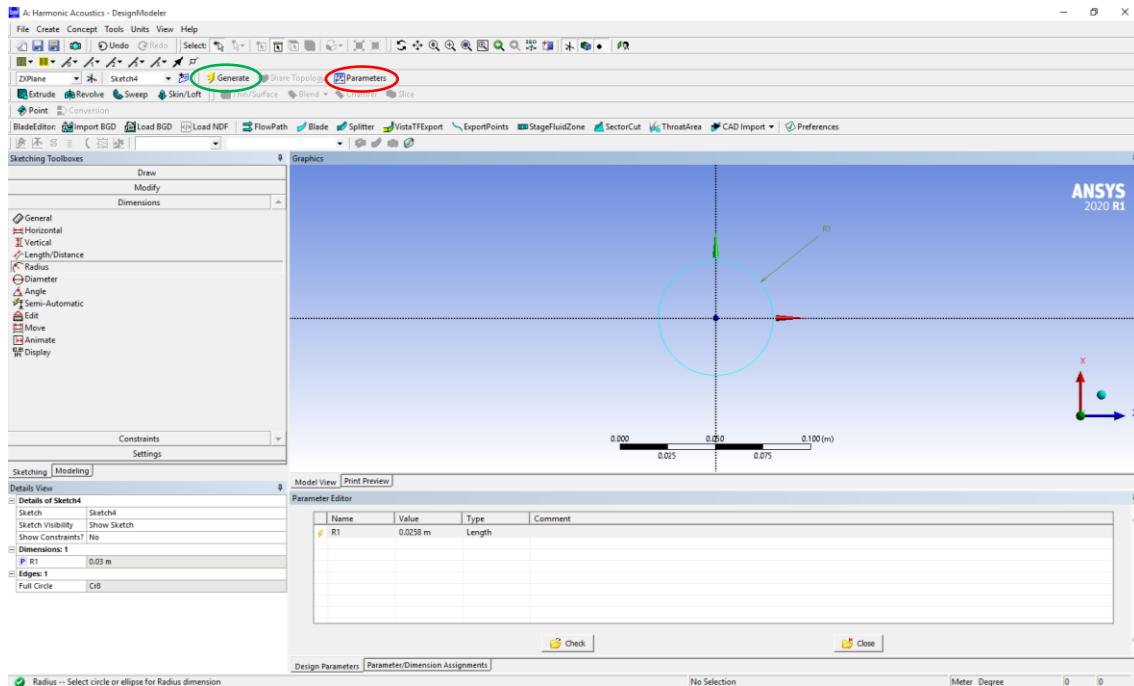 A: Harmonic Acoustics - DesignModeler
File Create Concept Tools Units View Help
Undo Redo Select:
ZXPlane Sketch4 Generate Share Topology Parameters
Extrude Revolve Sweep Skin/Loft Thin/Surface Blend Chamfer Slice
Point Conversion
BladeEditor: Import BGD Load BGD Load NDF FlowPath Blade Splitter VistaTFExport ExportPoints StageFluidZone SectorCut ThroatArea CAD Import Preferences
Sketching Toolboxes
Draw
Modify
Dimensions
General
Horizontal
Vertical
Length/Distance
Radius
Diameter
Angle
Semi-Automatic
Edit
Move
Animate
Display
Constraints
Settings
Sketching Modeling
Details View
Details of Sketch4
Sketch Sketch4
Sketch Visibility Show Sketch
Show Constraints? No
Dimensions: 1
P R1 0.03 m
Edges: 1
Full Circle Cr8
Graphics
ANSYS
2020 R1
R1
X
0.000 0.050 0.100 (m)
0.025 0.075
Model View Print Preview
Parameter Editor
Name Value Type Comment
R1 0.0258 m Length
Check Close
Design Parameters Parameter/Dimension Assignments
Radius -- Select circle or ellipse for Radius dimension No Selection Meter Degree 0 0